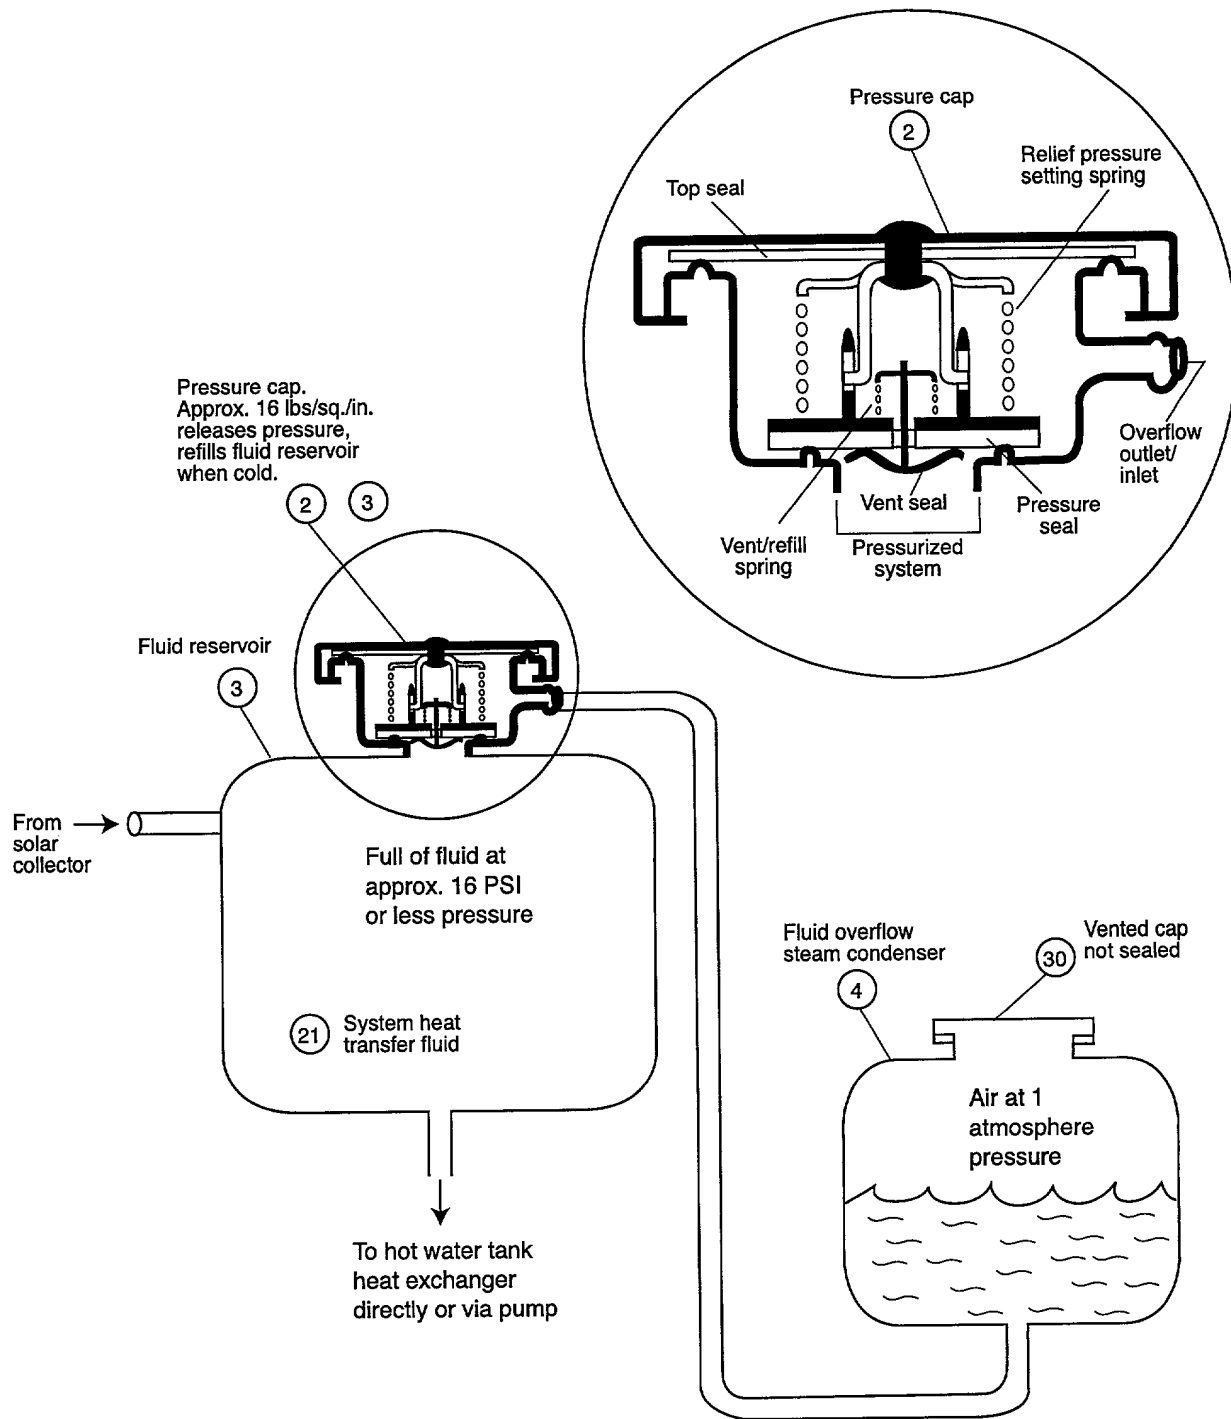 Pressure cap
2
Relief pressure
setting spring
Top seal
Overflow
outlet/
inlet
Vent seal
Pressure
seal
Vent/refill
spring
Pressurized
system
Pressure cap.
Approx. 16 lbs/sq./in.
releases pressure,
refills fluid reservoir
when cold.
2
3
Fluid reservoir
3
From
solar
collector
Full of fluid at
approx. 16 PSI
or less pressure
21
System heat
transfer fluid
To hot water tank
heat exchanger
directly or via pump
Fluid overflow
steam condenser
4
30
Vented cap
not sealed
Air at 1
atmosphere
pressure